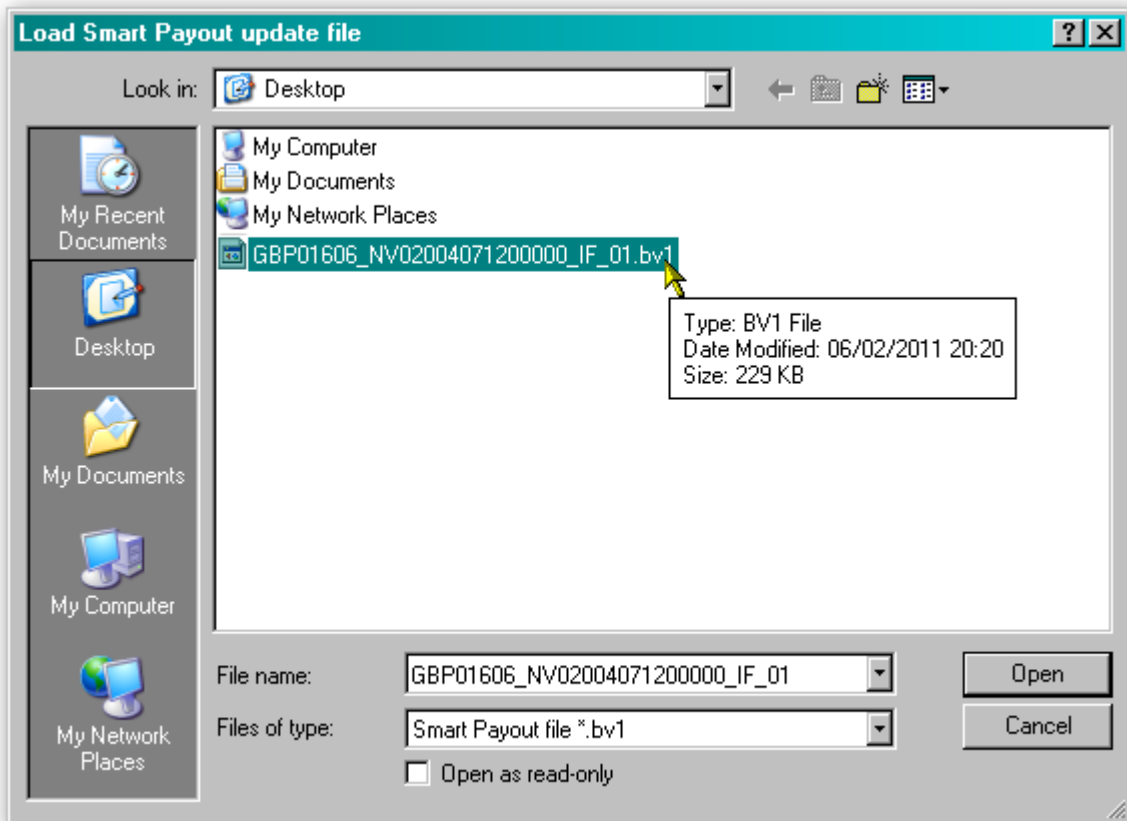 Load Smart Payout update file
Look in:
Desktop
My Recent
Documents
Desktop
My Documents
My Computer
My Network
Places
My Computer
My Documents
My Network Places
GBP01606_NV02004071200000_IF_01.bv1
Type: BV1 File
Date Modified: 06/02/2011 20:20
Size: 229 KB
File name:
GBP01606_NV02004071200000_IF_01
Open
Files of type:
Smart Payout file *.bv1
Cancel
Open as read-only